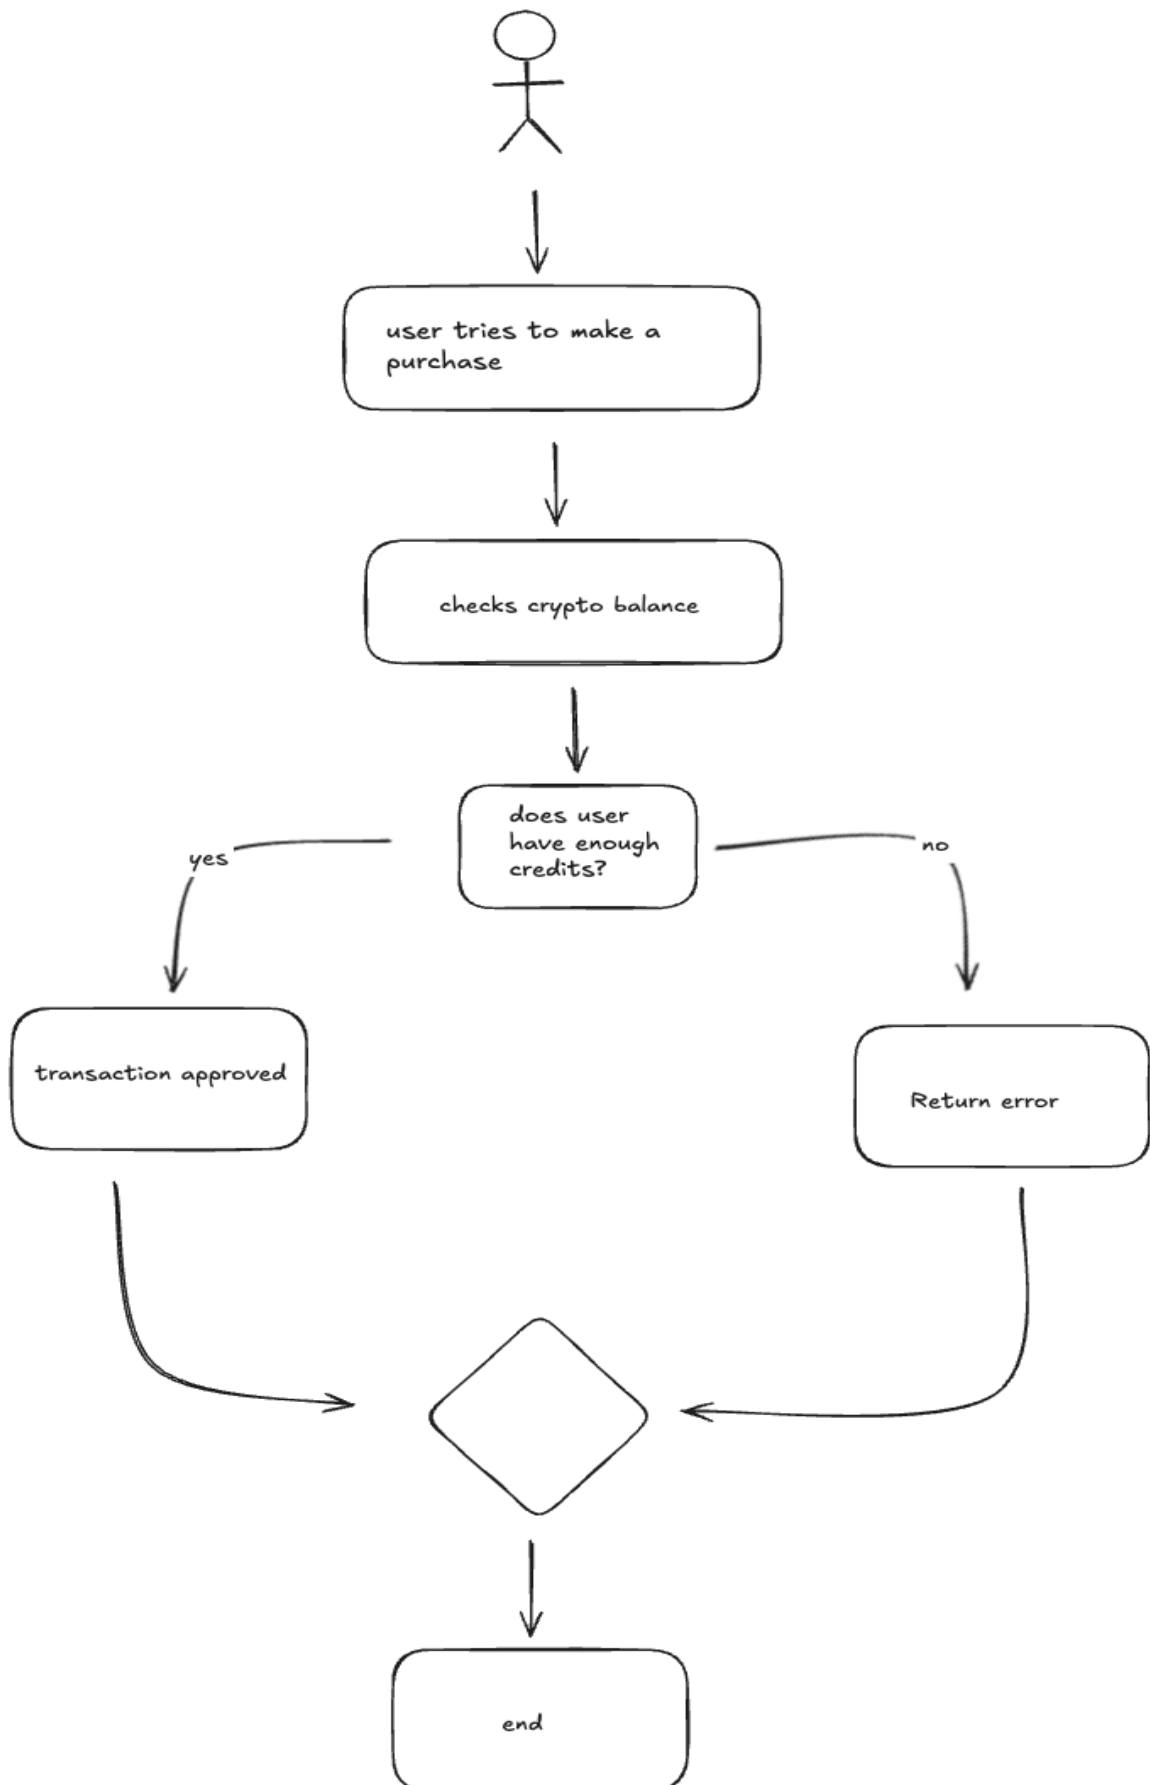 user tries to make a
purchase
checks crypto balance
does user
have enough
credits?
yes
no
transaction approved
Return error
end